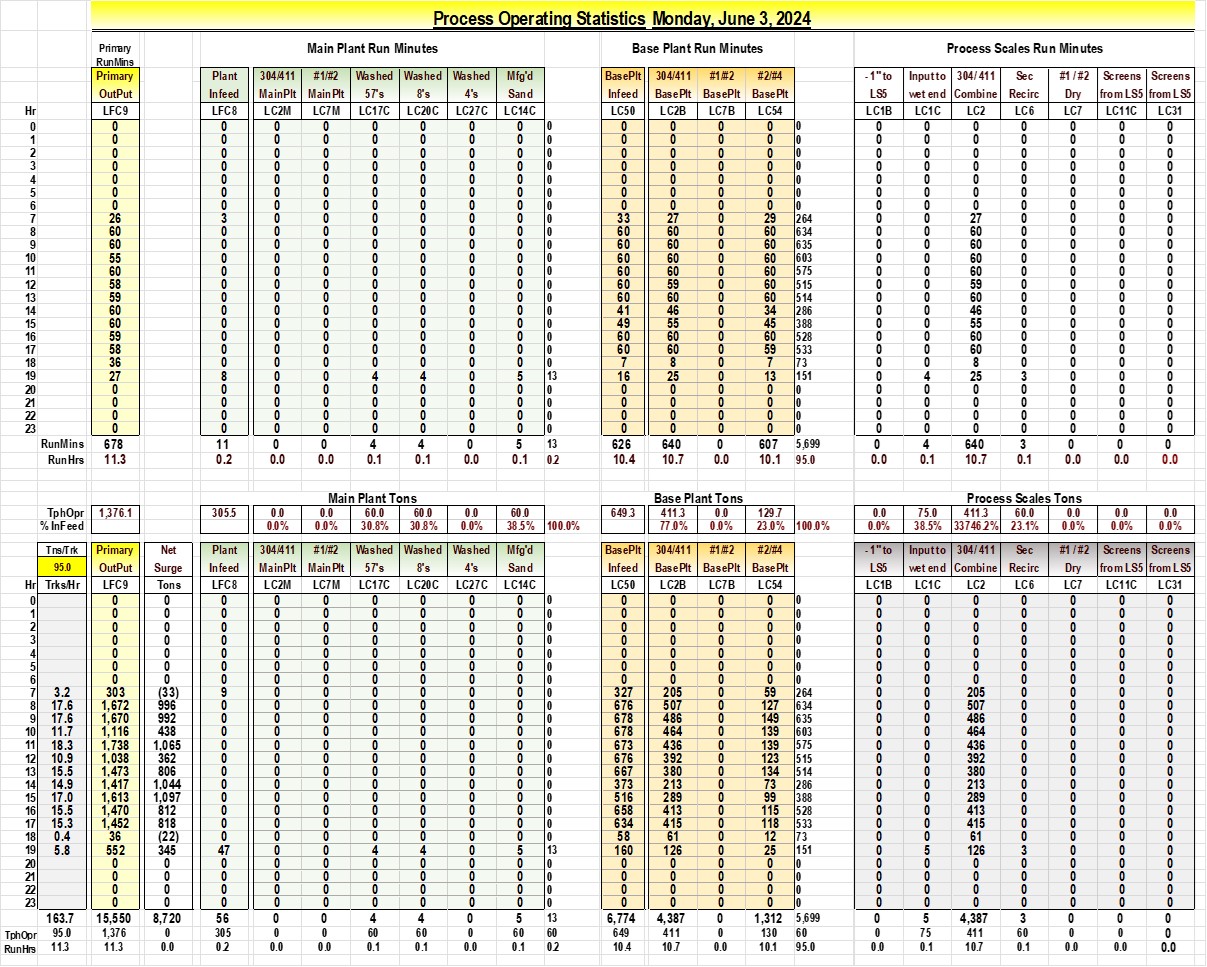 Process Operating Statistics Monday, June 3, 2024
Primary Main Plant Run Minutes Base Plant Run Minutes Process Scales Run Minutes
RunMins
Primary Plant 304/411 #1/#2 Washed Washed Washed Mfg'd BasePlt 304/411 #1/#2 #2/#4 - 1" to Input to 304/ 411 Sec #1 / #2 Screens Screens
OutPut Infeed MainPlt MainPlt 57's 8's 4's Sand Infeed BasePlt BasePlt BasePlt LS5 wet end Combine Recirc Dry from LS5 from LS5
Hr LFC9 LFC8 LC2M LC7M LC17C LC20C LC27C LC14C LC50 LC2B LC7B LC54 LC1B LC1C LC2 LC6 LC7 LC11C LC31
0 0 0 0 0 0 0 0 0 0 0 0 0 0 0 0 0 0 0 0 0 0
1 0 0 0 0 0 0 0 0 0 0 0 0 0 0 0 0 0 0 0 0 0
2 0 0 0 0 0 0 0 0 0 0 0 0 0 0 0 0 0 0 0 0 0
3 0 0 0 0 0 0 0 0 0 0 0 0 0 0 0 0 0 0 0 0 0
4 0 0 0 0 0 0 0 0 0 0 0 0 0 0 0 0 0 0 0 0 0
5 0 0 0 0 0 0 0 0 0 0 0 0 0 0 0 0 0 0 0 0 0
6 0 0 0 0 0 0 0 0 0 0 0 0 0 0 0 0 0 0 0 0 0
7 26 3 0 0 0 0 0 0 0 33 27 0 29 264 0 0 27 0 0 0 0
8 60 0 0 0 0 0 0 0 0 60 60 0 60 634 0 0 60 0 0 0 0
9 60 0 0 0 0 0 0 0 0 60 60 0 60 635 0 0 60 0 0 0 0
10 55 0 0 0 0 0 0 0 0 60 60 0 60 603 0 0 60 0 0 0 0
11 60 0 0 0 0 0 0 0 0 60 60 0 60 575 0 0 60 0 0 0 0
12 58 0 0 0 0 0 0 0 0 60 59 0 60 515 0 0 59 0 0 0 0
13 59 0 0 0 0 0 0 0 0 60 60 0 60 514 0 0 60 0 0 0 0
14 60 0 0 0 0 0 0 0 0 41 46 0 34 286 0 0 46 0 0 0 0
15 60 0 0 0 0 0 0 0 0 49 55 0 45 388 0 0 55 0 0 0 0
16 59 0 0 0 0 0 0 0 0 60 60 0 60 528 0 0 60 0 0 0 0
17 58 0 0 0 0 0 0 0 0 60 60 0 59 533 0 0 60 0 0 0 0
18 36 0 0 0 0 0 0 0 0 7 8 0 7 73 0 0 8 0 0 0 0
19 27 8 0 0 4 4 0 5 13 16 25 0 13 151 0 4 25 3 0 0 0
20 0 0 0 0 0 0 0 0 0 0 0 0 0 0 0 0 0 0 0 0 0
21 0 0 0 0 0 0 0 0 0 0 0 0 0 0 0 0 0 0 0 0 0
22 0 0 0 0 0 0 0 0 0 0 0 0 0 0 0 0 0 0 0 0 0
23 0 0 0 0 0 0 0 0 0 0 0 0 0 0 0 0 0 0 0 0 0
RunMins 678 11 0 0 4 4 0 5 13 626 640 0 607 5,699 0 4 640 3 0 0 0
RunHrs 11.3 0.2 0.0 0.0 0.1 0.1 0.0 0.1 0.2 10.4 10.7 0.0 10.1 95.0 0.0 0.1 10.7 0.1 0.0 0.0 0.0
Main Plant Tons Base Plant Tons Process Scales Tons
TphOpr 1,376.1 305.5 0.0 0.0 60.0 60.0 0.0 60.0 649.3 411.3 0.0 129.7 0.0 75.0 411.3 60.0 0.0 0.0 0.0
% InFeed 0.0% 0.0% 30.8% 30.8% 0.0% 38.5% 100.0% 77.0% 0.0% 23.0% 100.0% 0.0% 38.5% 33746.2% 23.1% 0.0% 0.0% 0.0%
Tns/Trk Primary Net Plant 304/411 #1/#2 Washed Washed Washed Mfg'd BasePlt 304/411 #1/#2 #2/#4 - 1" to Input to 304/ 411 Sec #1 / #2 Screens Screens
95.0 OutPut Surge Infeed MainPlt MainPlt 57's 8's 4's Sand Infeed BasePlt BasePlt BasePlt LS5 wet end Combine Recirc Dry from LS5 from LS5
Hr Trks/Hr LFC9 Tons LFC8 LC2M LC7M LC17C LC20C LC27C LC14C LC50 LC2B LC7B LC54 LC1B LC1C LC2 LC6 LC7 LC11C LC31
0 0 0 0 0 0 0 0 0 0 0 0 0 0 0 0 0 0 0 0 0 0 0
1 0 0 0 0 0 0 0 0 0 0 0 0 0 0 0 0 0 0 0 0 0 0
2 0 0 0 0 0 0 0 0 0 0 0 0 0 0 0 0 0 0 0 0 0 0
3 0 0 0 0 0 0 0 0 0 0 0 0 0 0 0 0 0 0 0 0 0 0
4 0 0 0 0 0 0 0 0 0 0 0 0 0 0 0 0 0 0 0 0 0 0
5 0 0 0 0 0 0 0 0 0 0 0 0 0 0 0 0 0 0 0 0 0 0
6 0 0 0 0 0 0 0 0 0 0 0 0 0 0 0 0 0 0 0 0 0 0
7 3.2 303 (33) 9 0 0 0 0 0 0 0 327 205 0 59 264 0 0 205 0 0 0 0
8 17.6 1,672 996 0 0 0 0 0 0 0 0 676 507 0 127 634 0 0 507 0 0 0 0
9 17.6 1,670 992 0 0 0 0 0 0 0 0 678 486 0 149 635 0 0 486 0 0 0 0
10 11.7 1,116 438 0 0 0 0 0 0 0 0 678 464 0 139 603 0 0 464 0 0 0 0
11 18.3 1,738 1,065 0 0 0 0 0 0 0 0 673 436 0 139 575 0 0 436 0 0 0 0
12 10.9 1,038 362 0 0 0 0 0 0 0 0 676 392 0 123 515 0 0 392 0 0 0 0
13 15.5 1,473 806 0 0 0 0 0 0 0 0 667 380 0 134 514 0 0 380 0 0 0 0
14 14.9 1,417 1,044 0 0 0 0 0 0 0 0 373 213 0 73 286 0 0 213 0 0 0 0
15 17.0 1,613 1,097 0 0 0 0 0 0 0 0 516 289 0 99 388 0 0 289 0 0 0 0
16 15.5 1,470 812 0 0 0 0 0 0 0 0 658 413 0 115 528 0 0 413 0 0 0 0
17 15.3 1,452 818 0 0 0 0 0 0 0 0 634 415 0 118 533 0 0 415 0 0 0 0
18 0.4 36 (22) 0 0 0 0 0 0 0 0 58 61 0 12 73 0 0 61 0 0 0 0
19 5.8 552 345 47 0 0 4 4 0 5 13 160 126 0 25 151 0 5 126 3 0 0 0
20 0 0 0 0 0 0 0 0 0 0 0 0 0 0 0 0 0 0 0 0 0 0
21 0 0 0 0 0 0 0 0 0 0 0 0 0 0 0 0 0 0 0 0 0 0
22 0 0 0 0 0 0 0 0 0 0 0 0 0 0 0 0 0 0 0 0 0 0
23 0 0 0 0 0 0 0 0 0 0 0 0 0 0 0 0 0 0 0 0 0 0
163.7 15,550 8,720 56 0 0 4 4 0 5 13 6,774 4,387 0 1,312 5,699 0 5 4,387 3 0 0 0
TphOpr 95.0 1,376 0 305 0 0 60 60 0 60 60 649 411 0 130 60 0 75 411 60 0 0 0
RunHrs 11.3 11.3 0.0 0.2 0.0 0.0 0.1 0.1 0.0 0.1 0.2 10.4 10.7 0.0 10.1 95.0 0.0 0.1 10.7 0.1 0.0 0.0 0.0